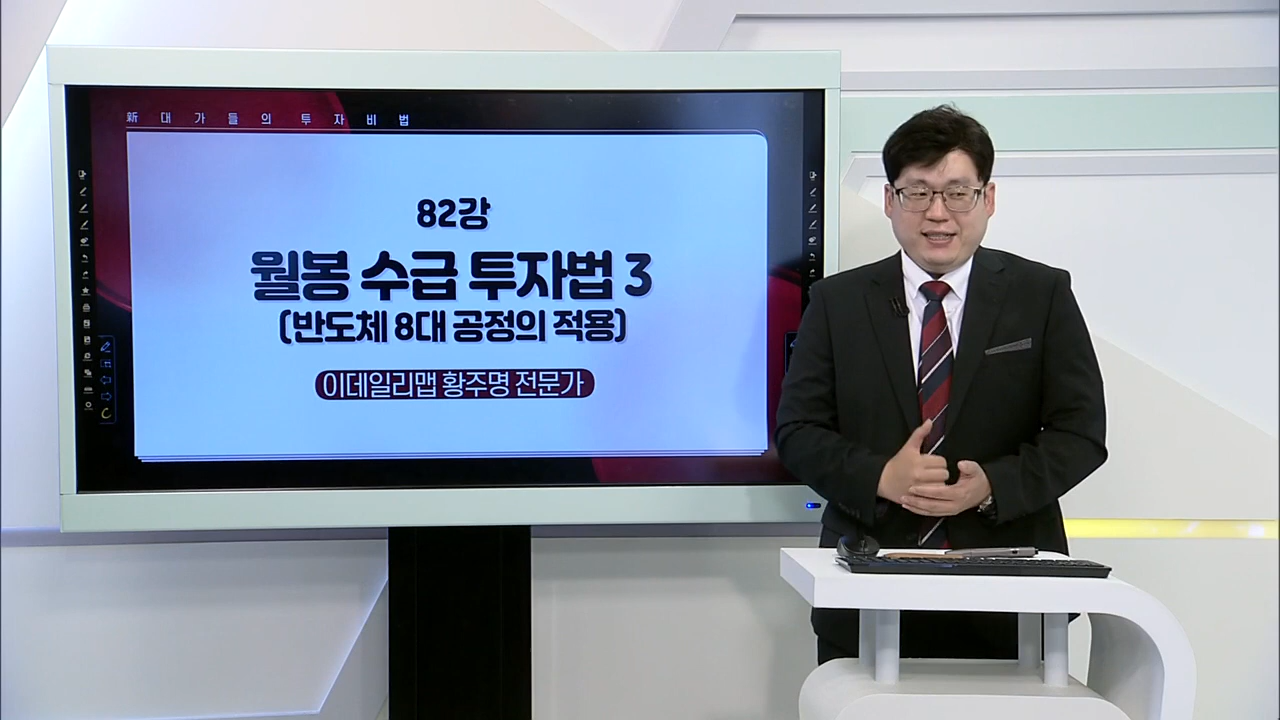 新 대가들의 투자비법
82강
월봉 수급 투자법 3
(반도체 8대 공정의 적용)
이데일리맵 황주명 전문가